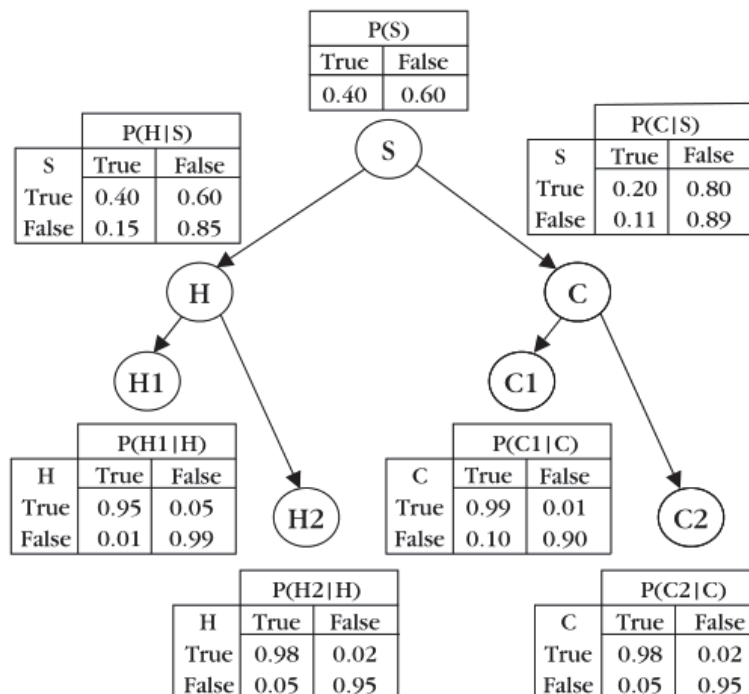 P(S)
True False
0.40 0.60
P(H|S)
S True False
True 0.40 0.60
False 0.15 0.85
S
P(C|S)
S True False
True 0.20 0.80
False 0.11 0.89
H
C
H1
C1
P(H1|H)
H True False
True 0.95 0.05
False 0.01 0.99
H2
P(C1|C)
C True False
True 0.99 0.01
False 0.10 0.90
C2
P(H2|H)
H True False
True 0.98 0.02
False 0.05 0.95
P(C2|C)
C True False
True 0.98 0.02
False 0.05 0.95